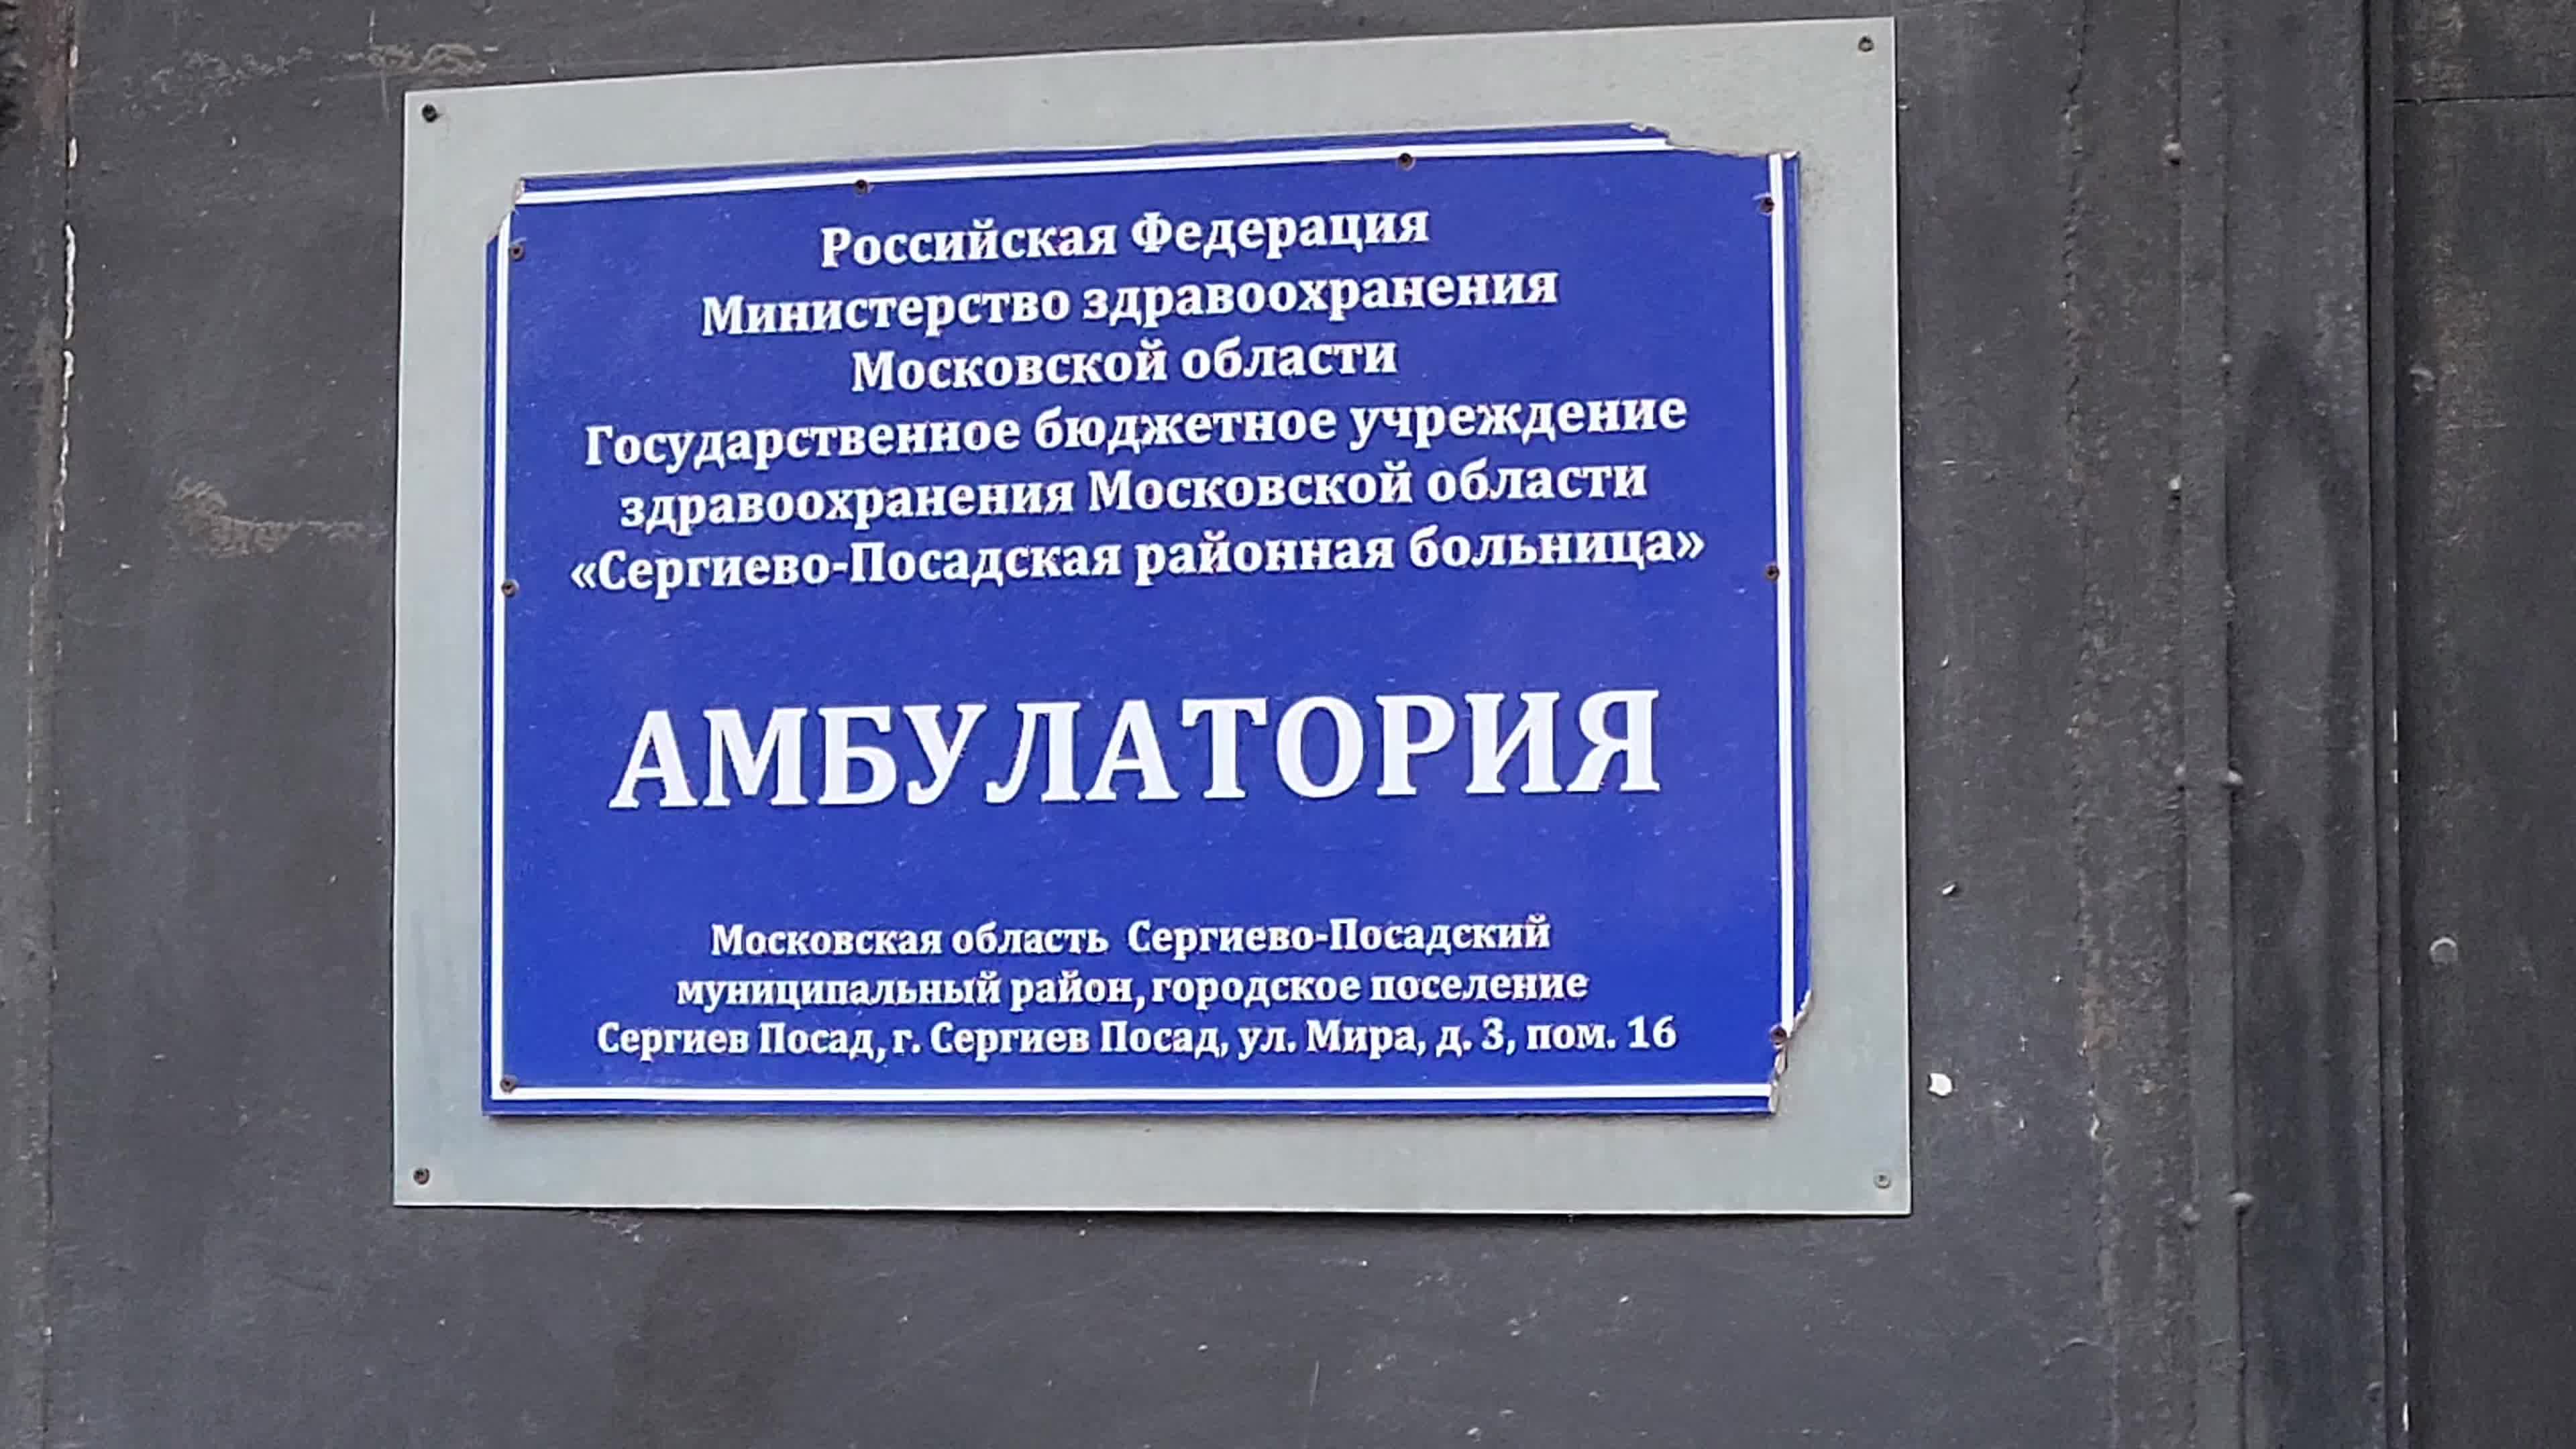 Российская Федерация
Министерство здравоохранения
Московской области
Государственное бюджетное учреждение
здравоохранения Московской области
«Сергиево-Посадская районная больница»
АМБУЛАТОРИЯ
Московская область Сергиево-Посадский
муниципальный район, городское поселение
Сергиев Посад, г. Сергиев Посад, ул. Мира, д. 3, пом. 16